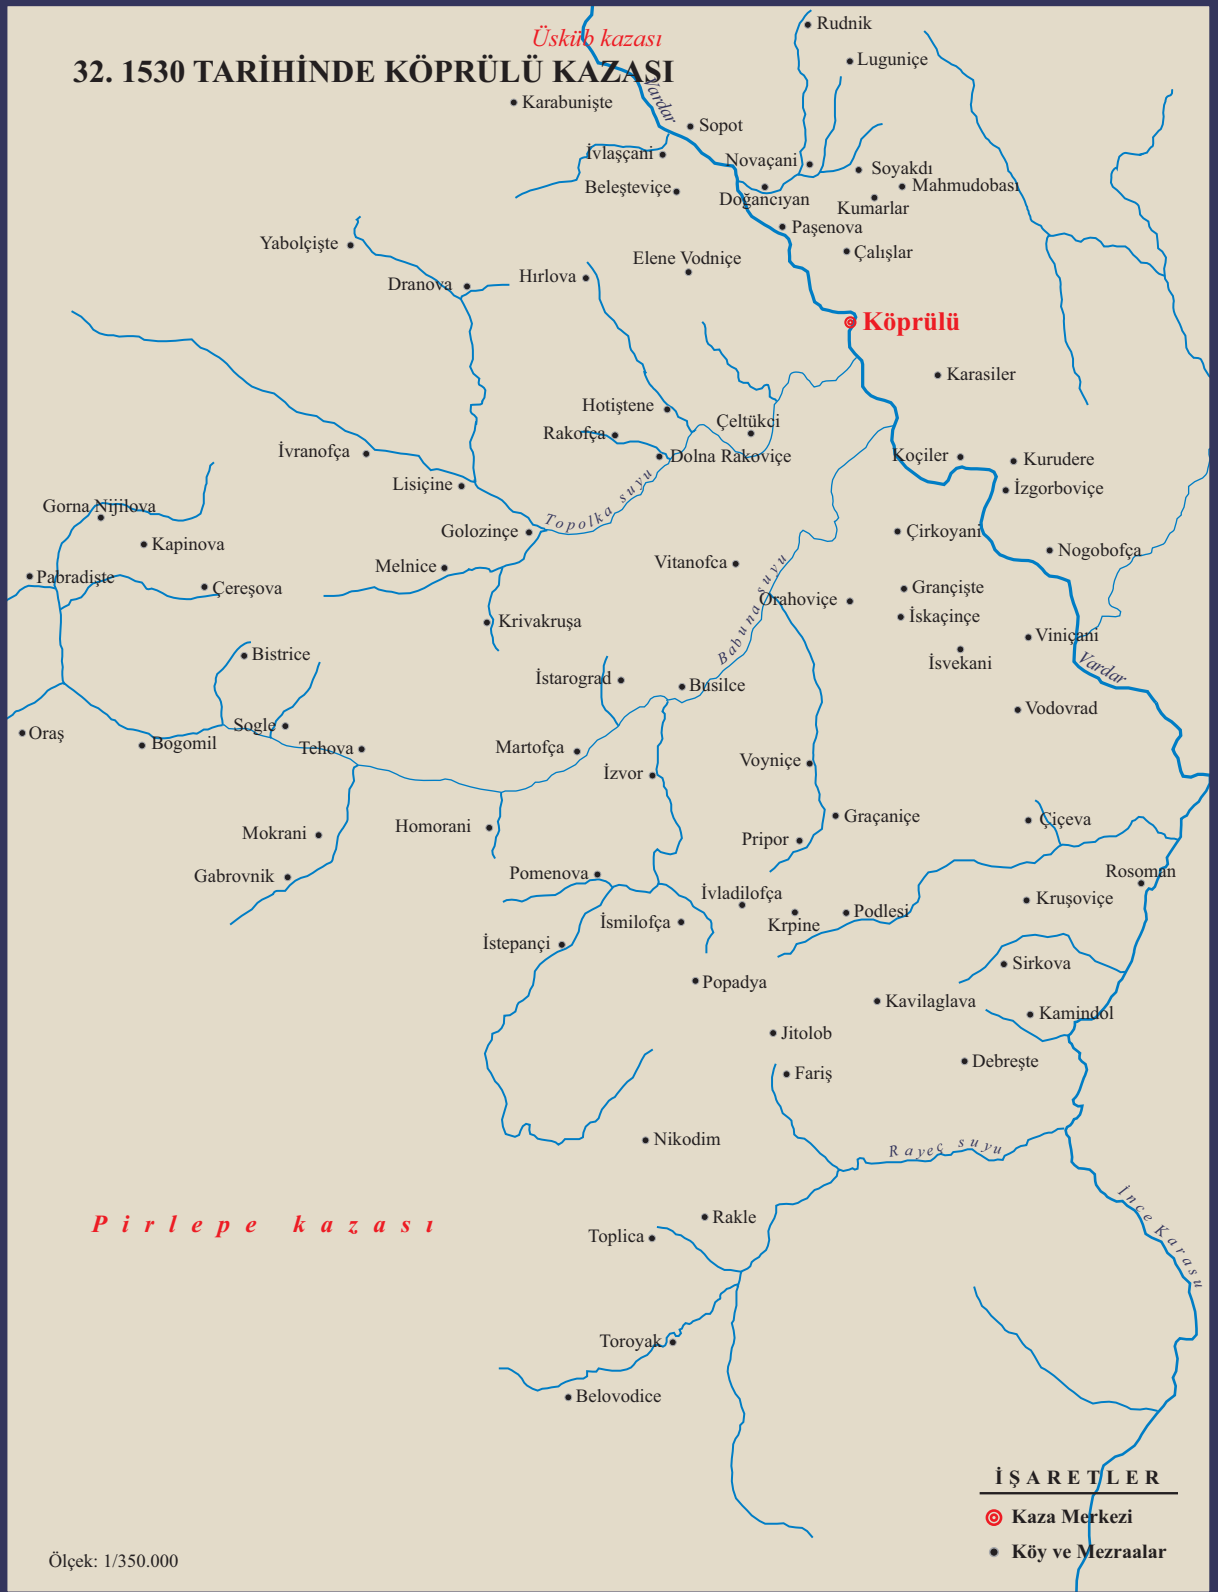 Üsküb kazası
32. 1530 TARİHİNDE KÖPRÜLÜ KAZASI
Rudnik
Luguniçe
Vardar
Karabunişte
Sopot
İvlaşçani
Novaçani
Soyakdı
Mahmudobası
Beleşteviçe
Doğancıyan
Kumarlar
Paşenova
Yabolçişte
Çalışlar
Elene Vodniçe
Hırlova
Dranova
Köprülü
Karasiler
Hotiştene
Çeltükci
Rakofça
İvranofça
Dolna Rakoviçe
Koçiler
Kurudere
Lisiçine
İzgorboviçe
Gorna Nijilova
Topolka suyu
Golozinçe
Çirkoyani
Kapinova
Nogobofça
Melnice
Vitanofca
Pabradişte
Çereşova
Grançişte
Orahoviçe
İskaçinçe
Krivakruşa
Babuna suyu
Viniçani
Bistrice
İsvekani
Vardar
İstarograd
Busilce
Vodovrad
Sogle
Oraş
Bogomil
Tehova
Martofça
Voyniçe
İzvor
Graçaniçe
Çiçeva
Homorani
Mokrani
Pripor
Gabrovnik
Pomenova
Rosoman
İvladilofça
Kruşoviçe
Podlesi
İsmilofça
Krpine
İstepançi
Sirkova
Popadya
Kavilaglava
Kamindol
Jitolob
Debreşte
Fariş
Nikodim
Rayeç suyu
İnce Karasu
Pirlepe kazası
Rakle
Toplica
Toroyak
Belovodice
İŞARETLER
Kaza Merkezi
Köy ve Mezraalar
Ölçek: 1/350.000